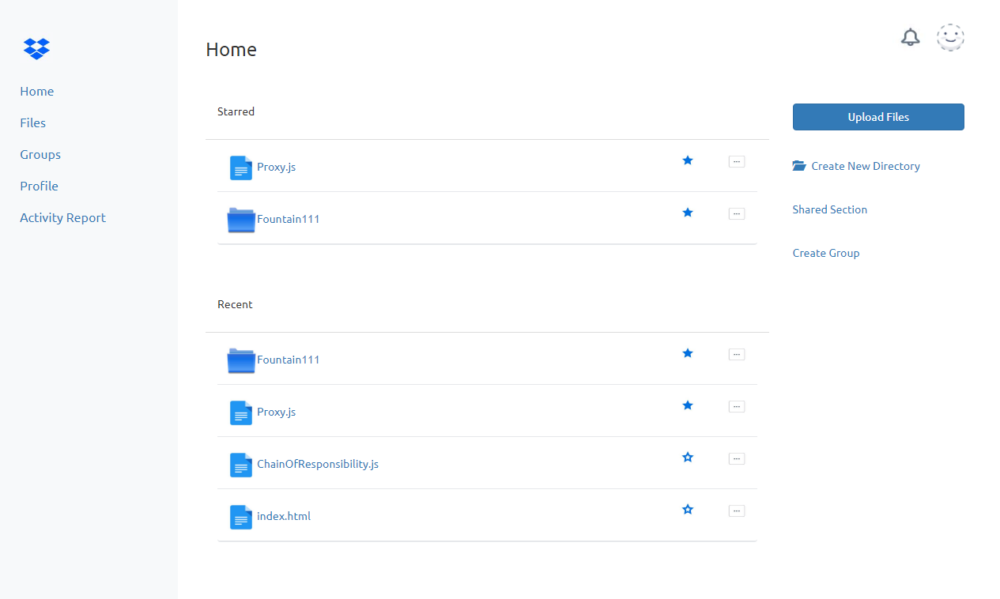 Home
Home
Files
Groups
Profile
Activity Report
Starred
Proxy.js
...
Fountain111
...
Recent
Fountain111
...
Proxy.js
...
ChainOfResponsibility.js
...
index.html
...
Upload Files
Create New Directory
Shared Section
Create Group